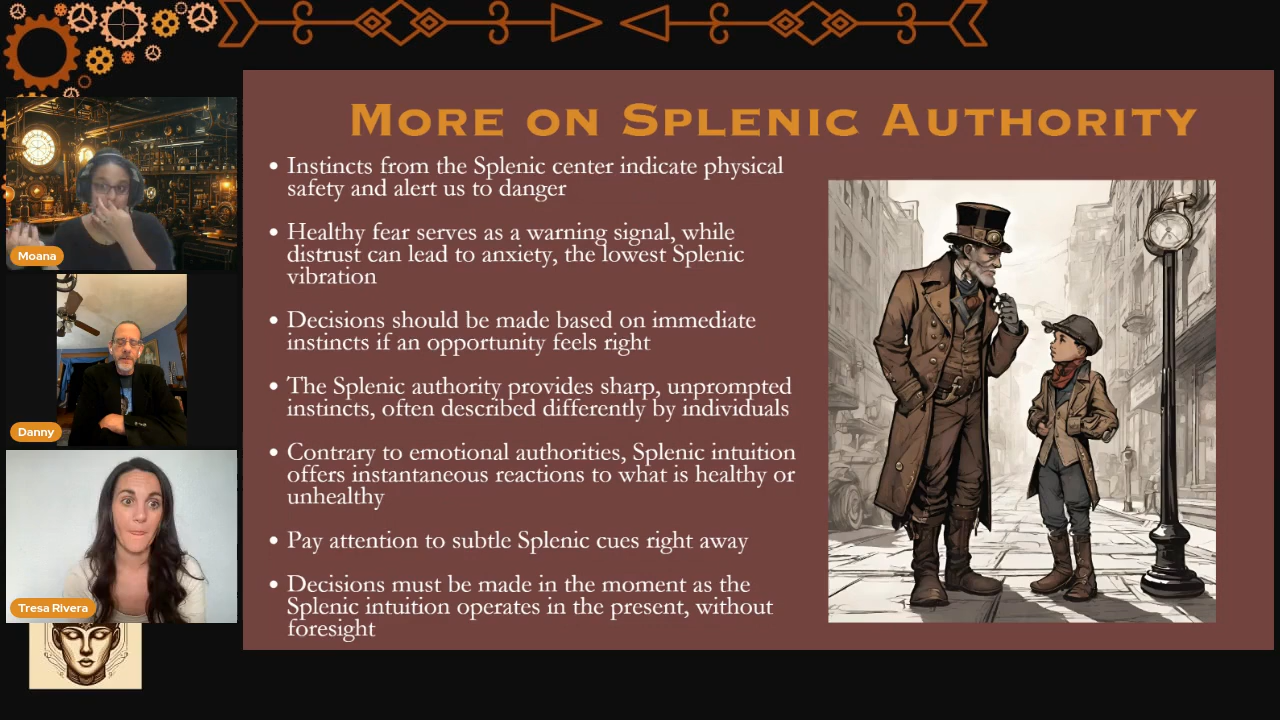 More on Splenic Authority
• Instincts from the Splenic center indicate physical
safety and alert us to danger
• Healthy fear serves as a warning signal, while
distrust can lead to anxiety, the lowest Splenic
vibration
• Decisions should be made based on immediate
instincts if an opportunity feels right
• The Splenic authority provides sharp, unprompted
instincts, often described differently by individuals
• Contrary to emotional authorities, Splenic intuition
offers instantaneous reactions to what is healthy or
unhealthy
• Pay attention to subtle Splenic cues right away
• Decisions must be made in the moment as the
Splenic intuition operates in the present, without
foresight
Moana
Danny
Tresa Rivera